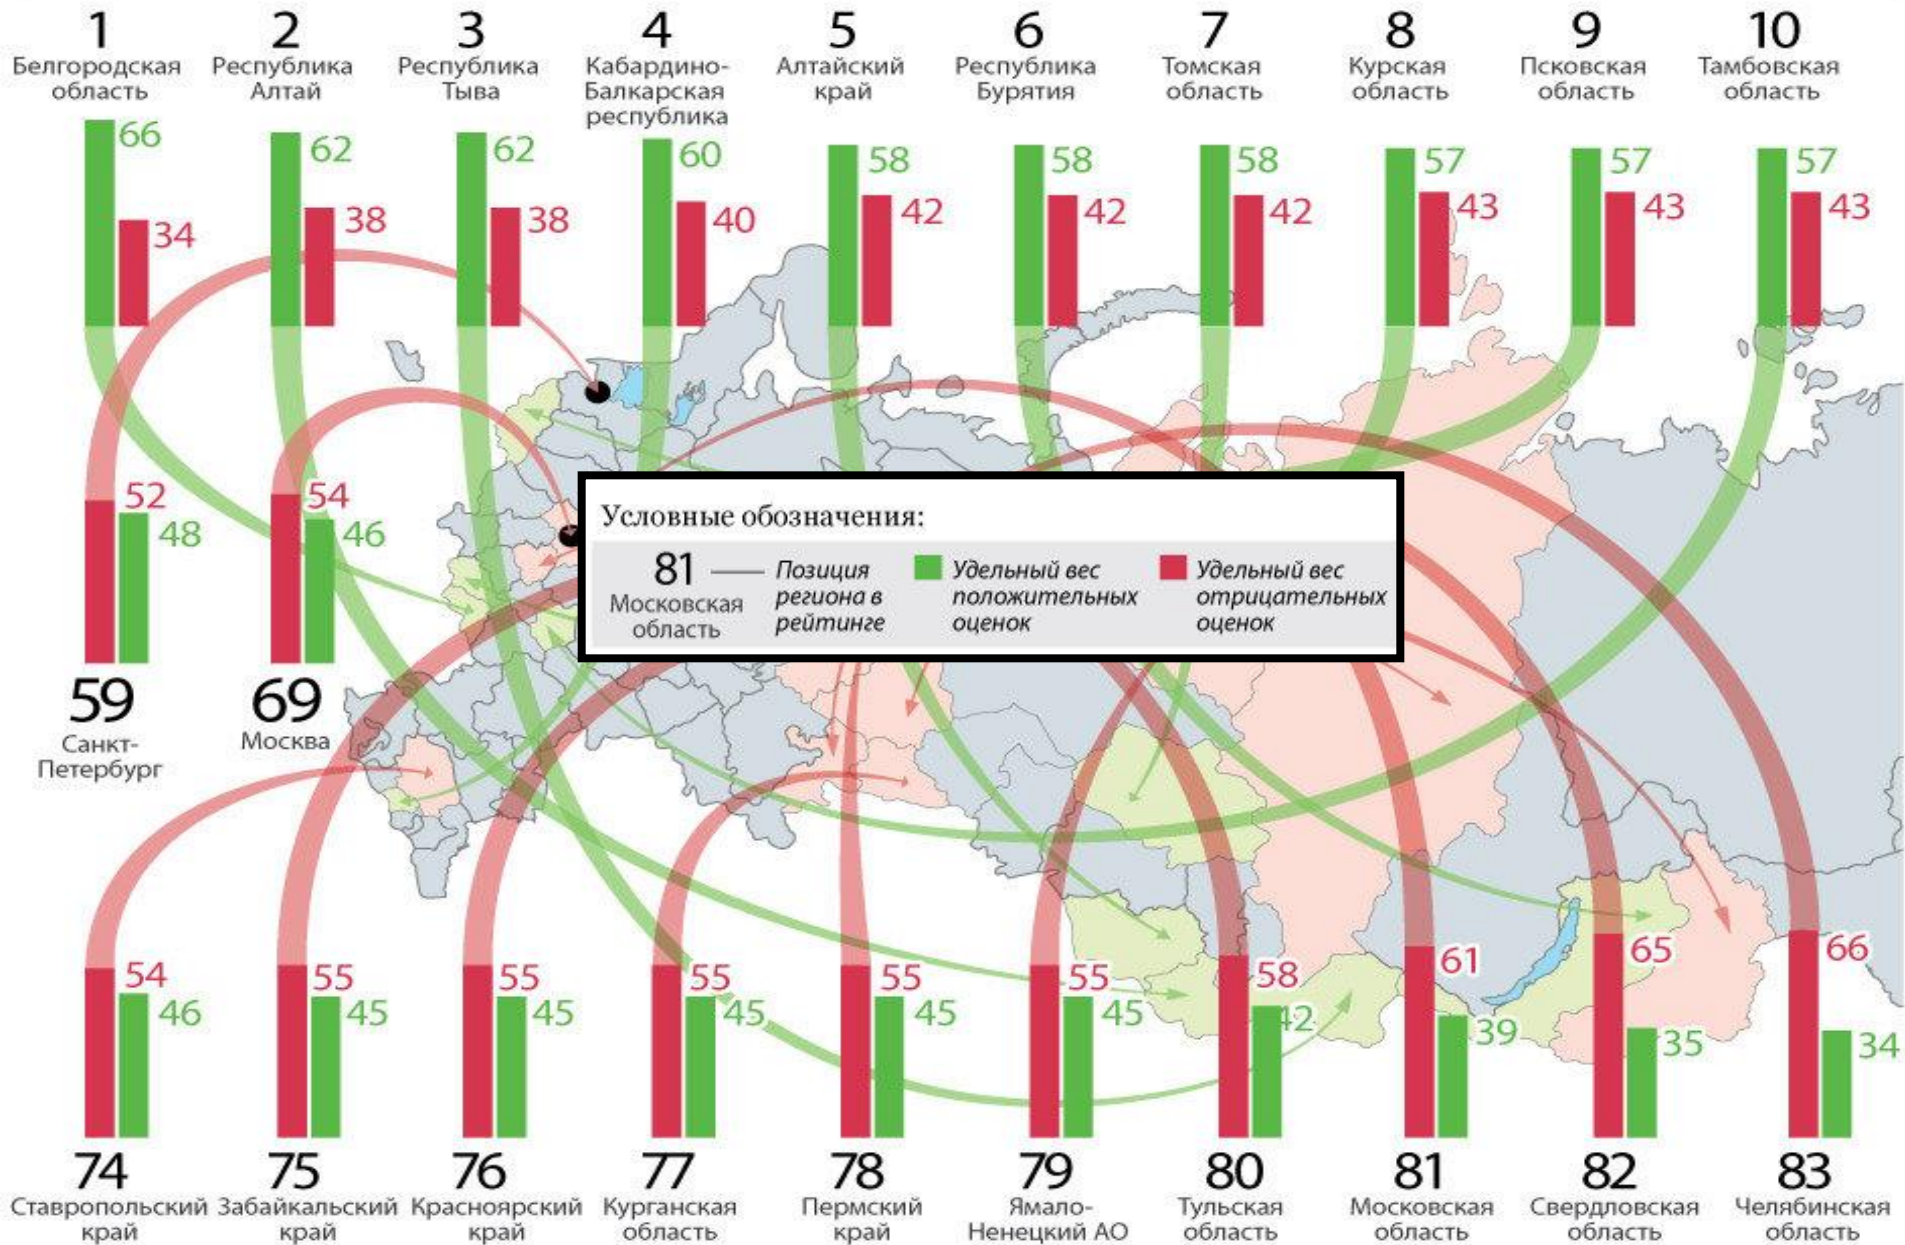 1
Белгородская
область
66
34
2
Республика
Алтай
62
38
3
Республика
Тыва
62
38
4
Кабардино-
Балкарская
республика
60
40
5
Алтайский
край
58
42
6
Республика
Бурятия
58
42
7
Томская
область
58
42
8
Курская
область
57
43
9
Псковская
область
57
43
10
Тамбовская
область
57
43
52
48
59
Санкт-
Петербург
54
46
69
Москва
Условные обозначения:
81
Московская
область
Позиция
региона в
рейтинге
Удельный вес
положительных
оценок
Удельный вес
отрицательных
оценок
54
46
74
Ставропольский
край
55
45
75
Забайкальский
край
55
45
76
Красноярский
край
55
45
77
Курганская
область
55
45
78
Пермский
край
55
45
79
Ямало-
Ненецкий АО
58
42
80
Тульская
область
61
39
81
Московская
область
65
35
82
Свердловская
область
66
34
83
Челябинская
область